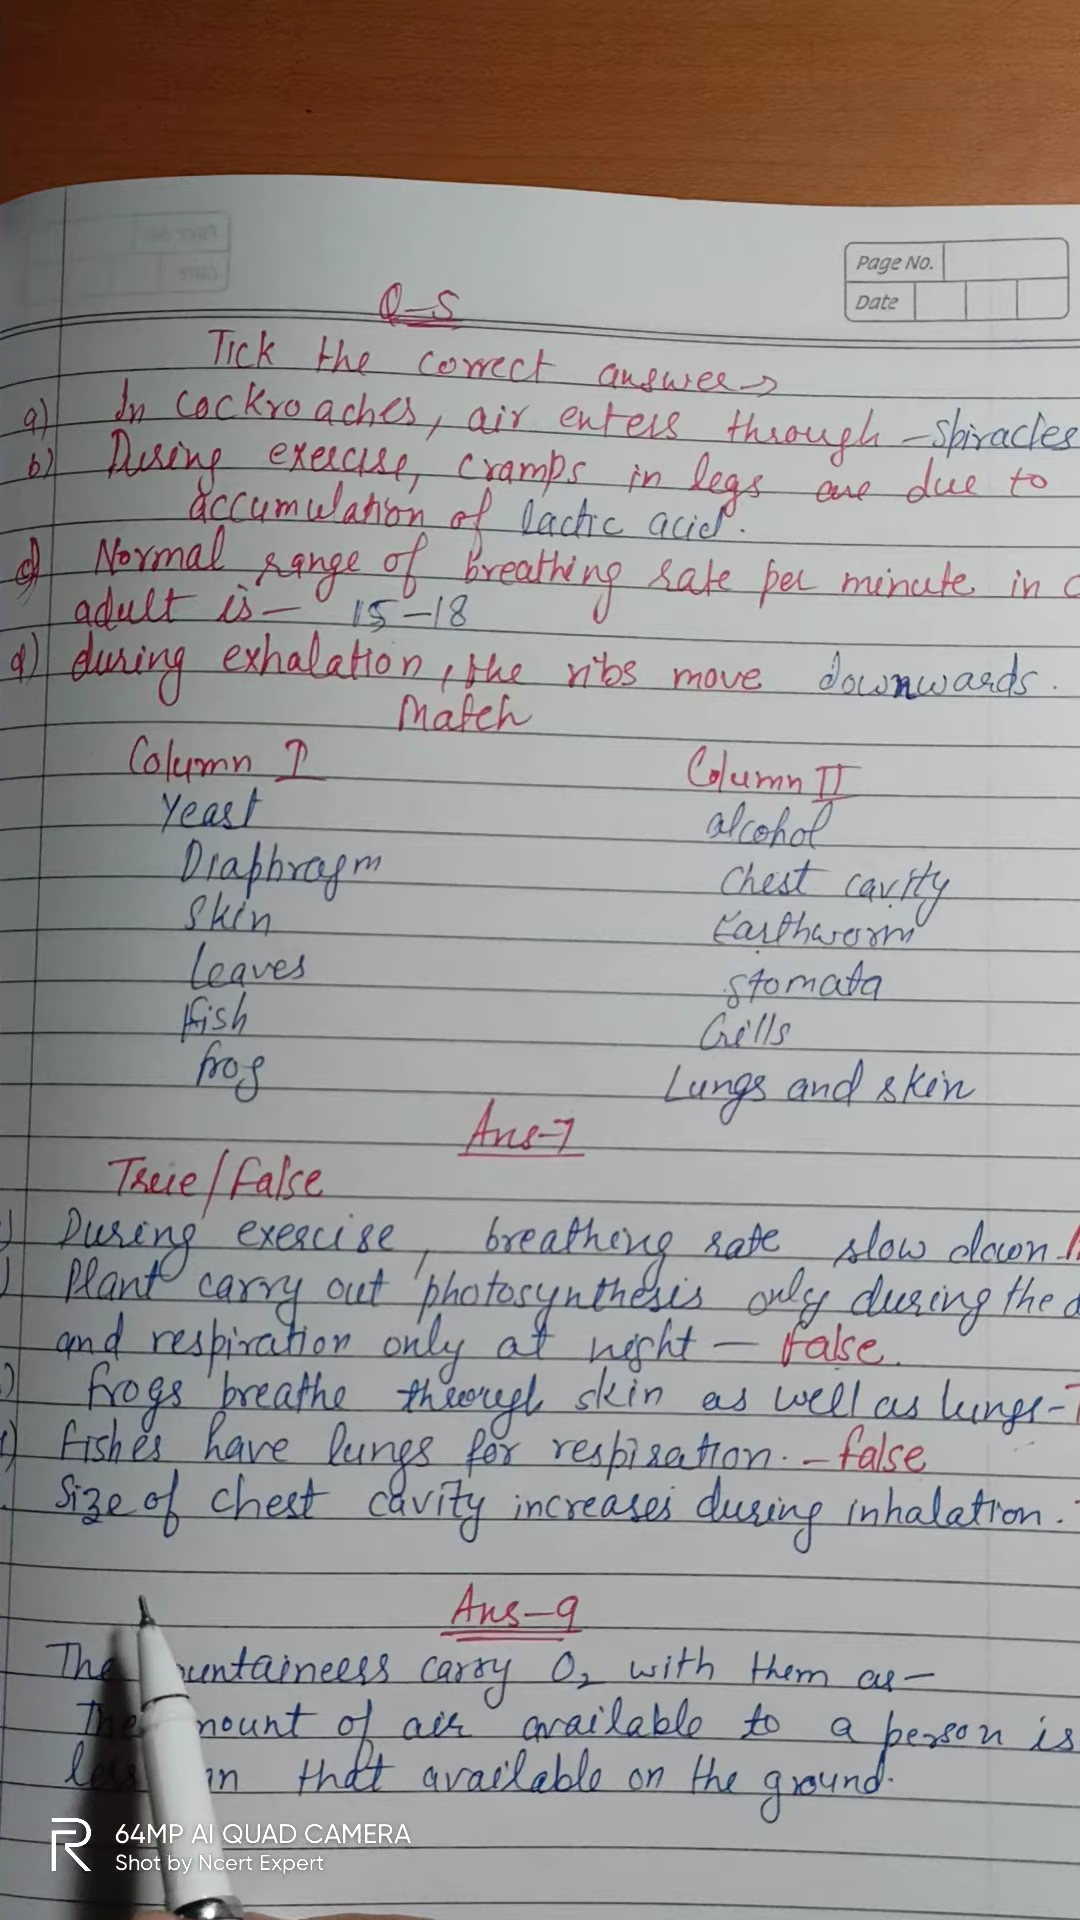 Page No.
Date
Q-5
Tick the correct answer →
a) In cockroaches, air enters through - Spiracles
b) During exercise, cramps in legs are due to
accumulation of lactic acid.
c) Normal range of breathing rate per minute in
adult is - 15-18
d) during exhalation, the ribs move downwards.
Match
Column I Column II
Yeast alcohol
Diaphragm Chest cavity
Skin Earthworm
Leaves Stomata
Fish Gills
frog Lungs and skin
Ans-7
True/False
During exercise, breathing rate slow down
Plant carry out photosynthesis only during the
and respiration only at night - false.
frogs breathe through skin as well as lungs -
fishes have lungs for respiration. - false
Size of chest cavity increases during inhalation.
Ans-9
The carry O2 with them as -
The of air available to a person is
that available on the ground.
64MP AI QUAD CAMERA
Shot by Ncert Expert